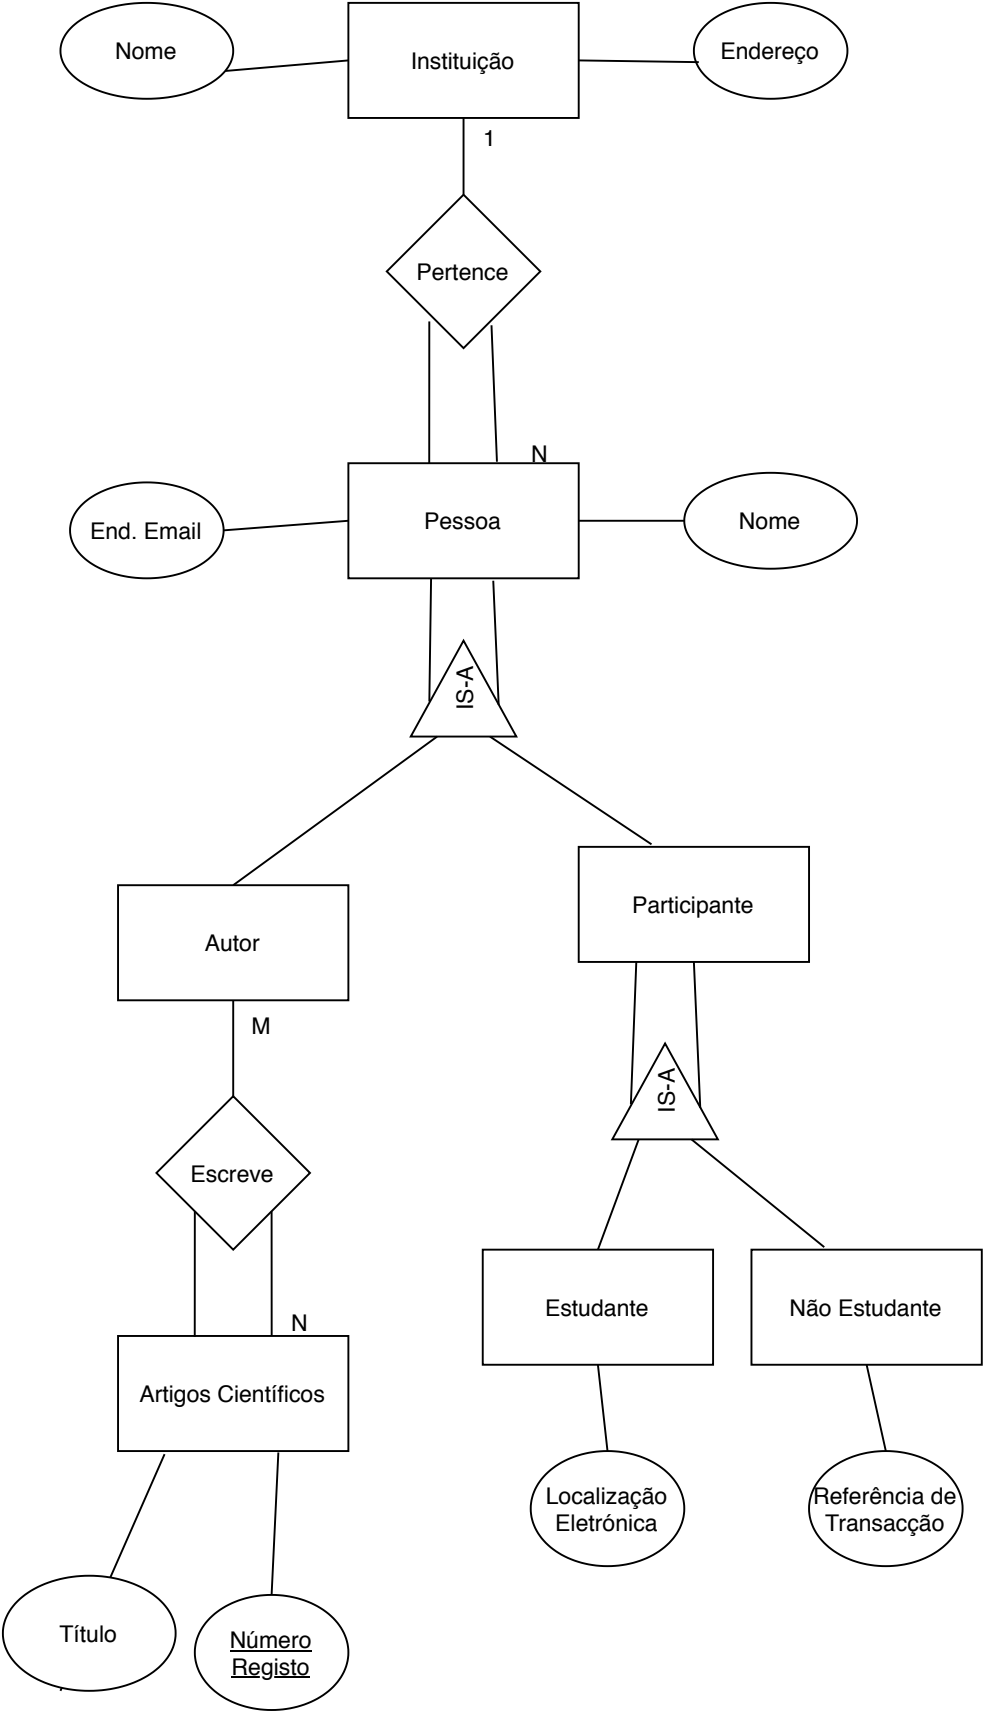 Nome
Instituição
Endereço
1
Pertence
N
End. Email
Pessoa
Nome
IS-A
Participante
Autor
M
IS-A
Escreve
Estudante
Não Estudante
N
Artigos Científicos
Localização
Eletrónica
Referência de
Transacção
Título
Número
Registo